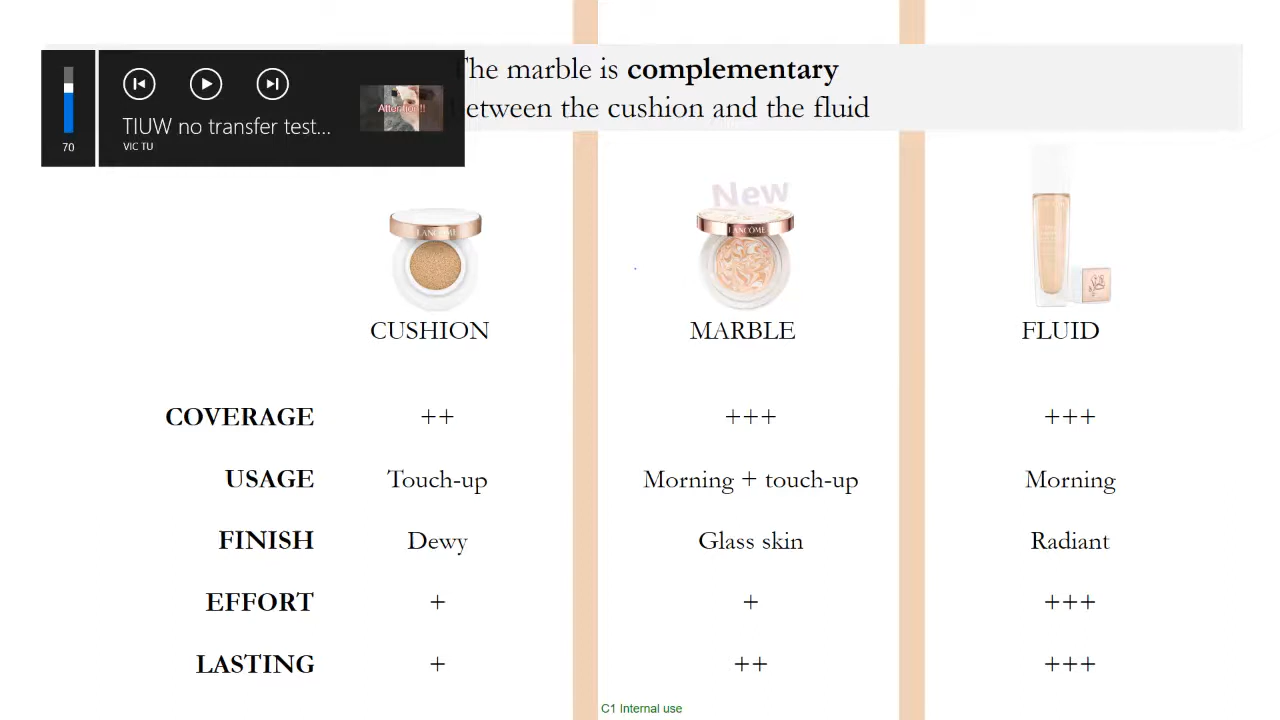 The marble is complementary
between the cushion and the fluid
70
TIUW no transfer test...
VIC TU
Attention!!
New
LANCOME
LANCOME
CUSHION
MARBLE
FLUID
COVERAGE ++ +++ +++
USAGE Touch-up Morning + touch-up Morning
FINISH Dewy Glass skin Radiant
EFFORT + + +++
LASTING + ++ +++
C1 Internal use